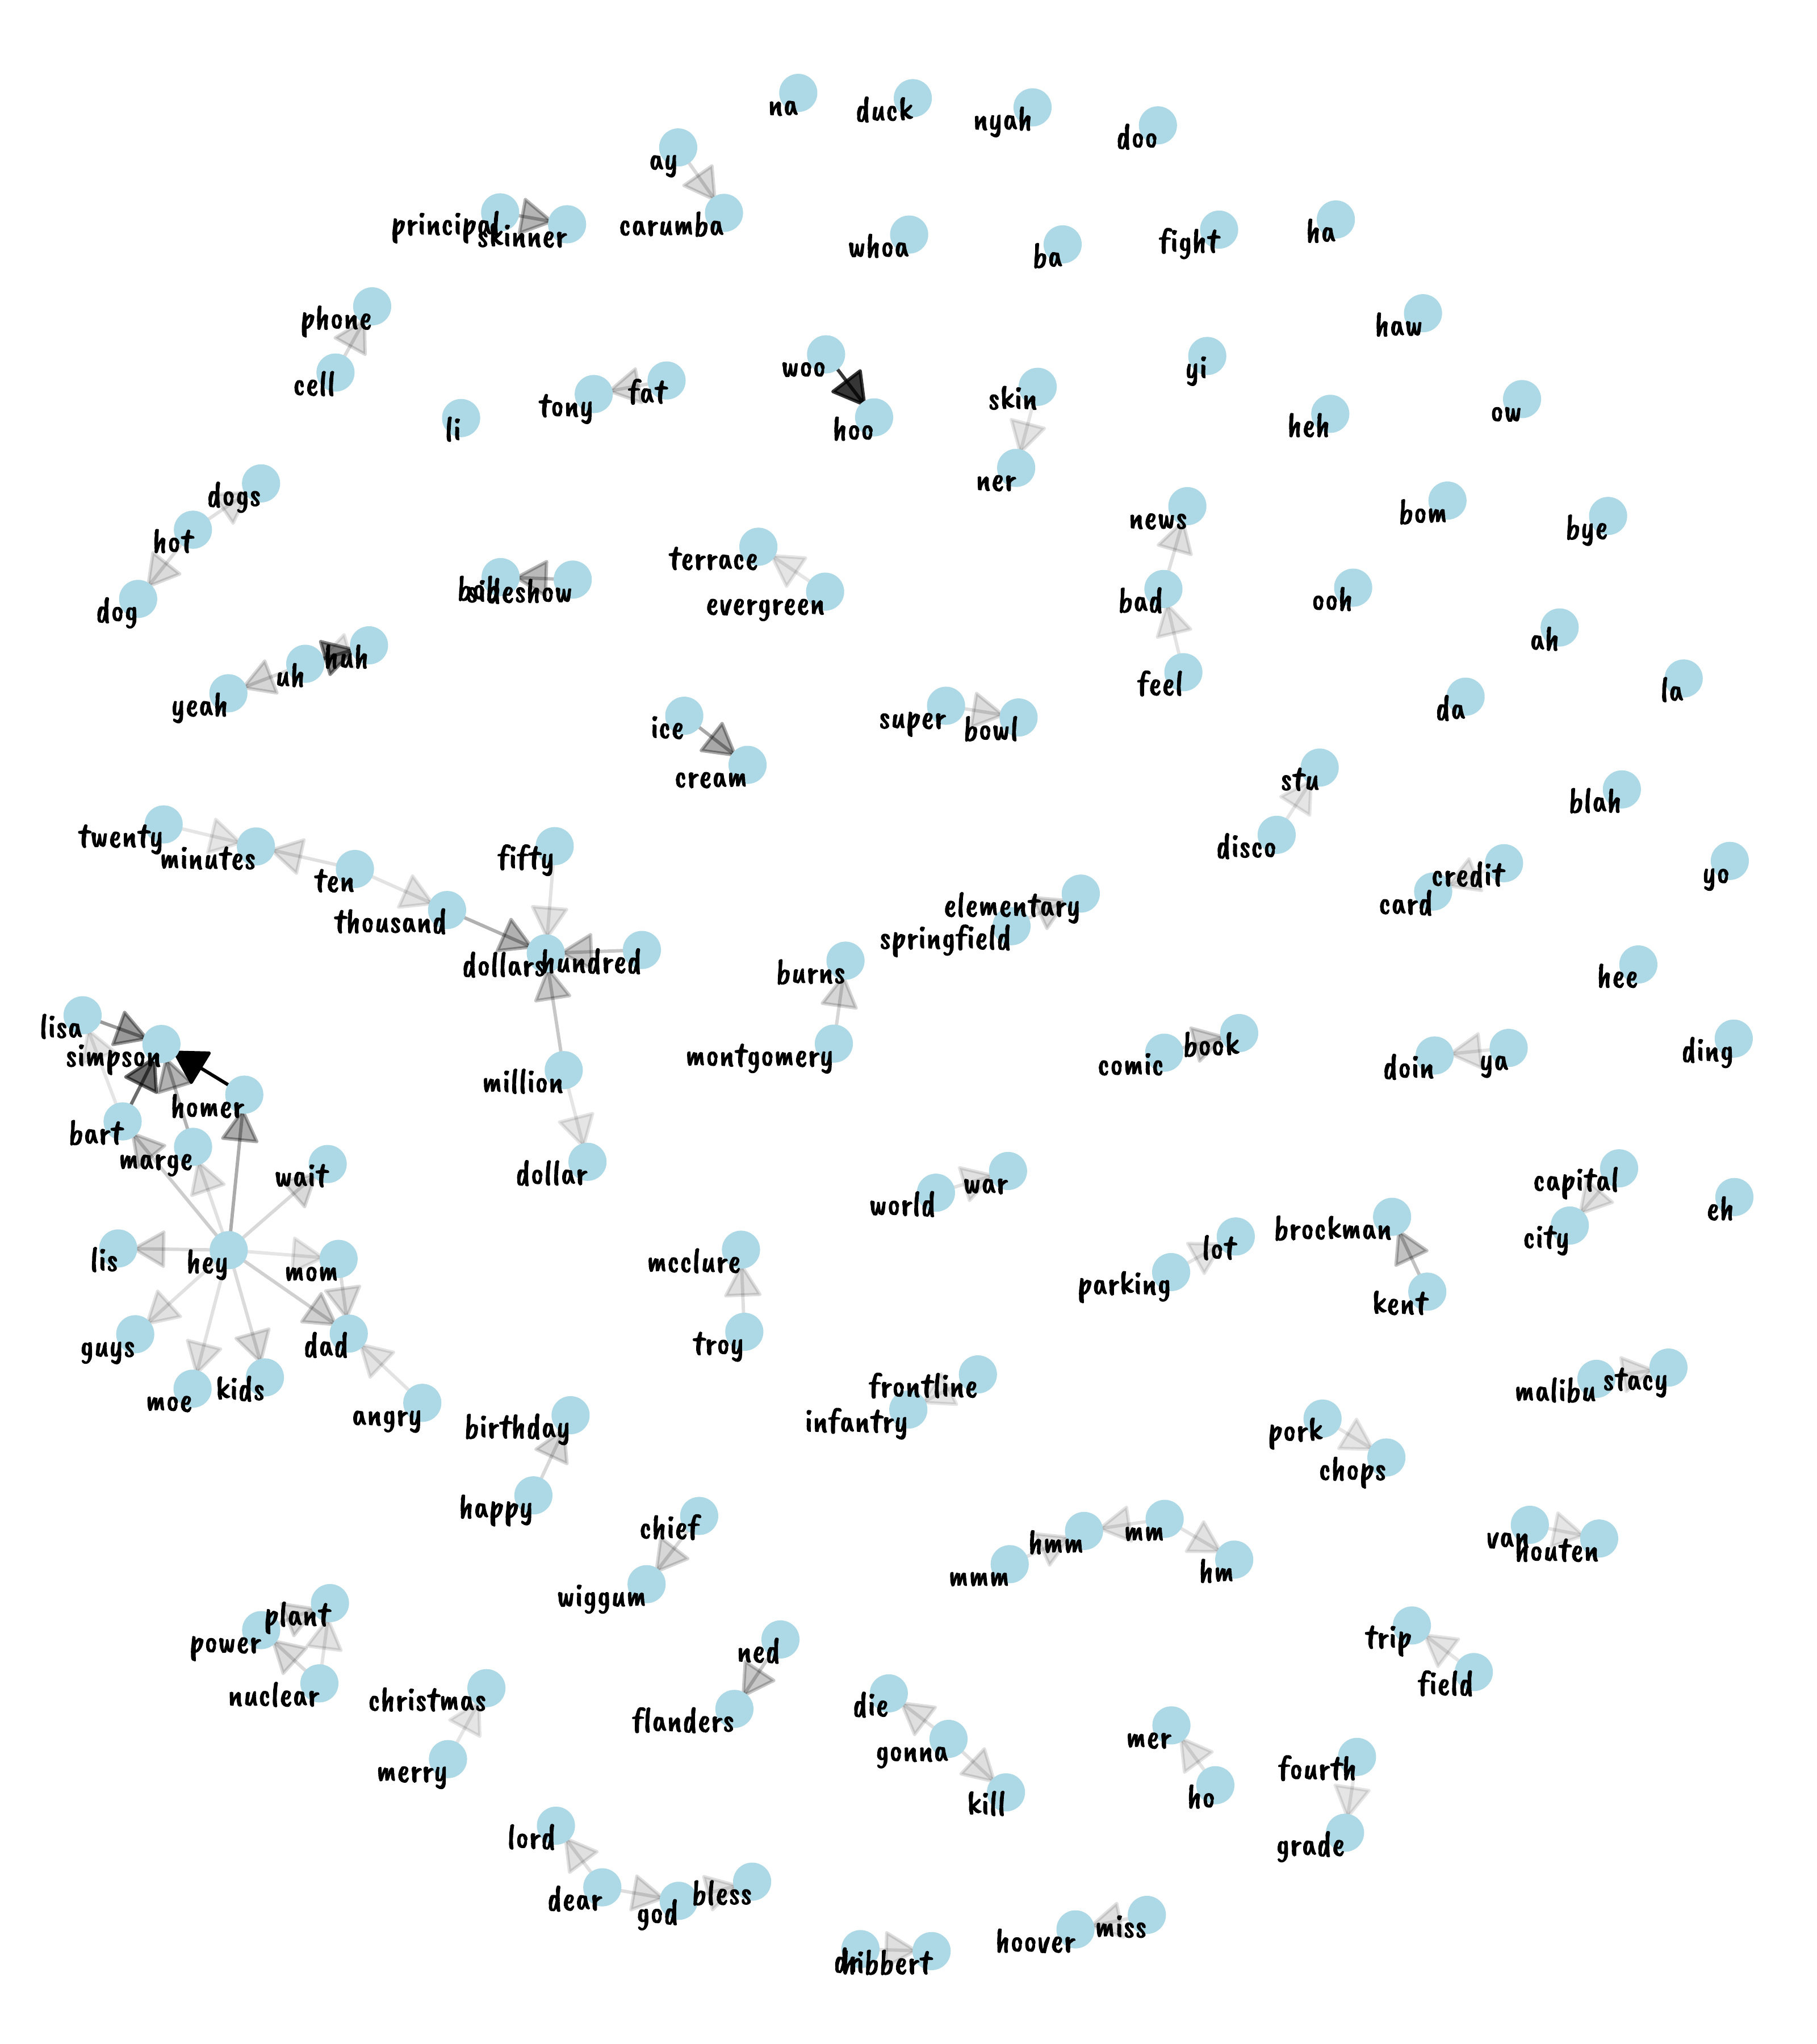 na
duck
nyah
doo
ay
carumba
principal
skinner
whoa
ba
fight
ha
phone
cell
haw
woo
hoo
yi
tony
fat
skin
ner
li
heh
ow
dogs
hot
dog
news
bad
feel
bom
bye
terrace
evergreen
bob
sideshow
ooh
ah
huh
uh
yeah
la
da
ice
cream
super
bowl
stu
disco
blah
twenty
minutes
ten
thousand
fifty
dollars
hundred
million
dollar
credit
card
yo
elementary
springfield
burns
montgomery
hee
lisa
simpson
homer
bart
marge
wait
comic
book
doin
ya
ding
lis
hey
mom
guys
dad
moe
kids
angry
world
war
capital
city
eh
mcclure
troy
parking
lot
brockman
kent
frontline
infantry
malibu
stacy
birthday
happy
pork
chops
chief
wiggum
mmm
hmm
mm
hm
van
houten
plant
power
nuclear
christmas
merry
ned
flanders
trip
field
die
gonna
kill
mer
ho
fourth
grade
lord
dear
god
bless
dr
hibbert
hoover
miss